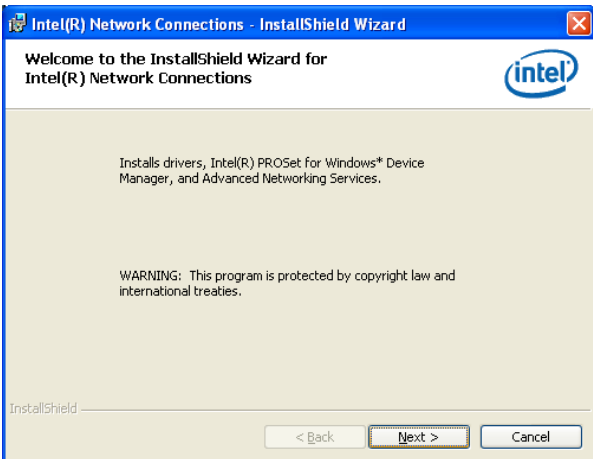 Intel(R) Network Connections - InstallShield Wizard
Welcome to the InstallShield Wizard for
Intel(R) Network Connections
intel
Installs drivers, Intel(R) PROSet for Windows* Device
Manager, and Advanced Networking Services.
WARNING: This program is protected by copyright law and
international treaties.
InstallShield
< Back
Next >
Cancel